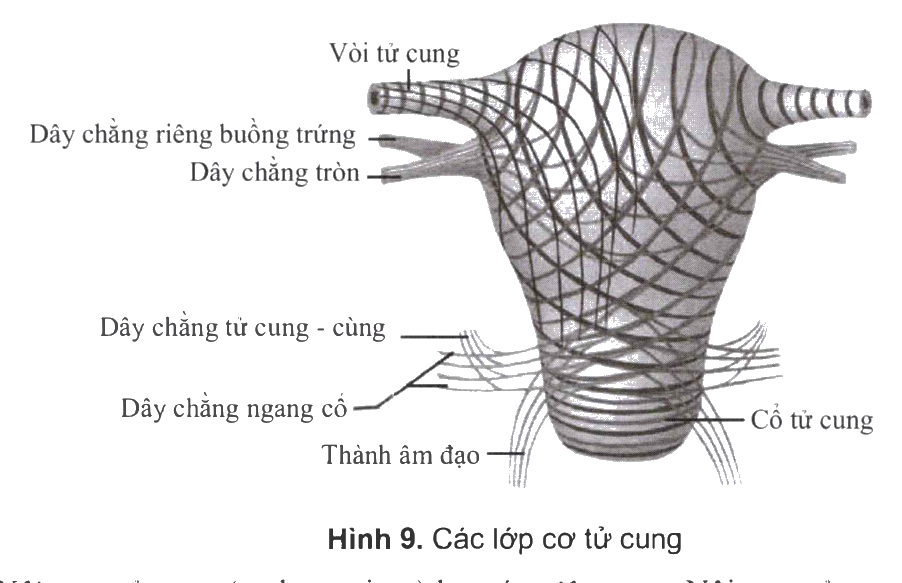 Vòi tử cung
Dây chằng riêng buồng trứng
Dây chằng tròn
Dây chằng tử cung - cùng
Dây chằng ngang cổ
Cổ tử cung
Thành âm đạo
Hình 9. Các lớp cơ tử cung